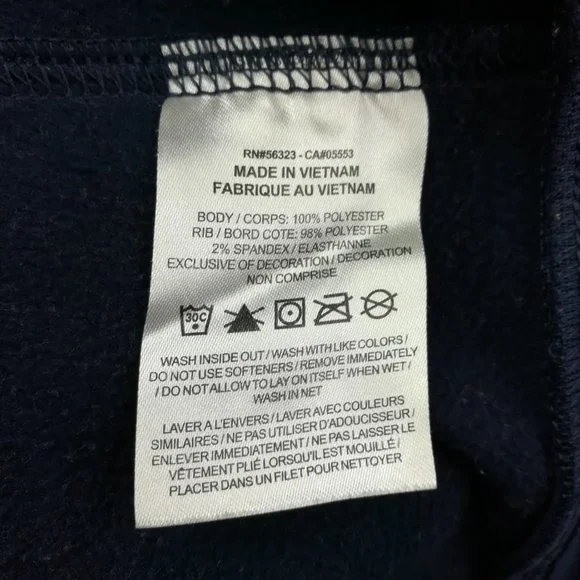 RN#56323 - CA#05553
MADE IN VIETNAM
FABRIQUE AU VIETNAM
BODY / CORPS: 100% POLYESTER
RIB / BORD COTE: 98% POLYESTER
2% SPANDEX / ELASTHANNE
EXCLUSIVE OF DECORATION / DECORATION
NON COMPRISE
30C
WASH INSIDE OUT / WASH WITH LIKE COLORS /
DO NOT USE SOFTENERS / REMOVE IMMEDIATELY
/ DO NOT ALLOW TO LAY ON ITSELF WHEN WET /
WASH IN NET
LAVER A L'ENVERS / LAVER AVEC COULEURS
SIMILAIRES / NE PAS UTILISER D'ADOUCISSEUR /
ENLEVER IMMEDIATEMENT / NE PAS LAISSER LE
VÊTEMENT PLIÉ LORSQU'IL EST MOUILLÉ /
PLACER DANS UN FILET POUR NETTOYER